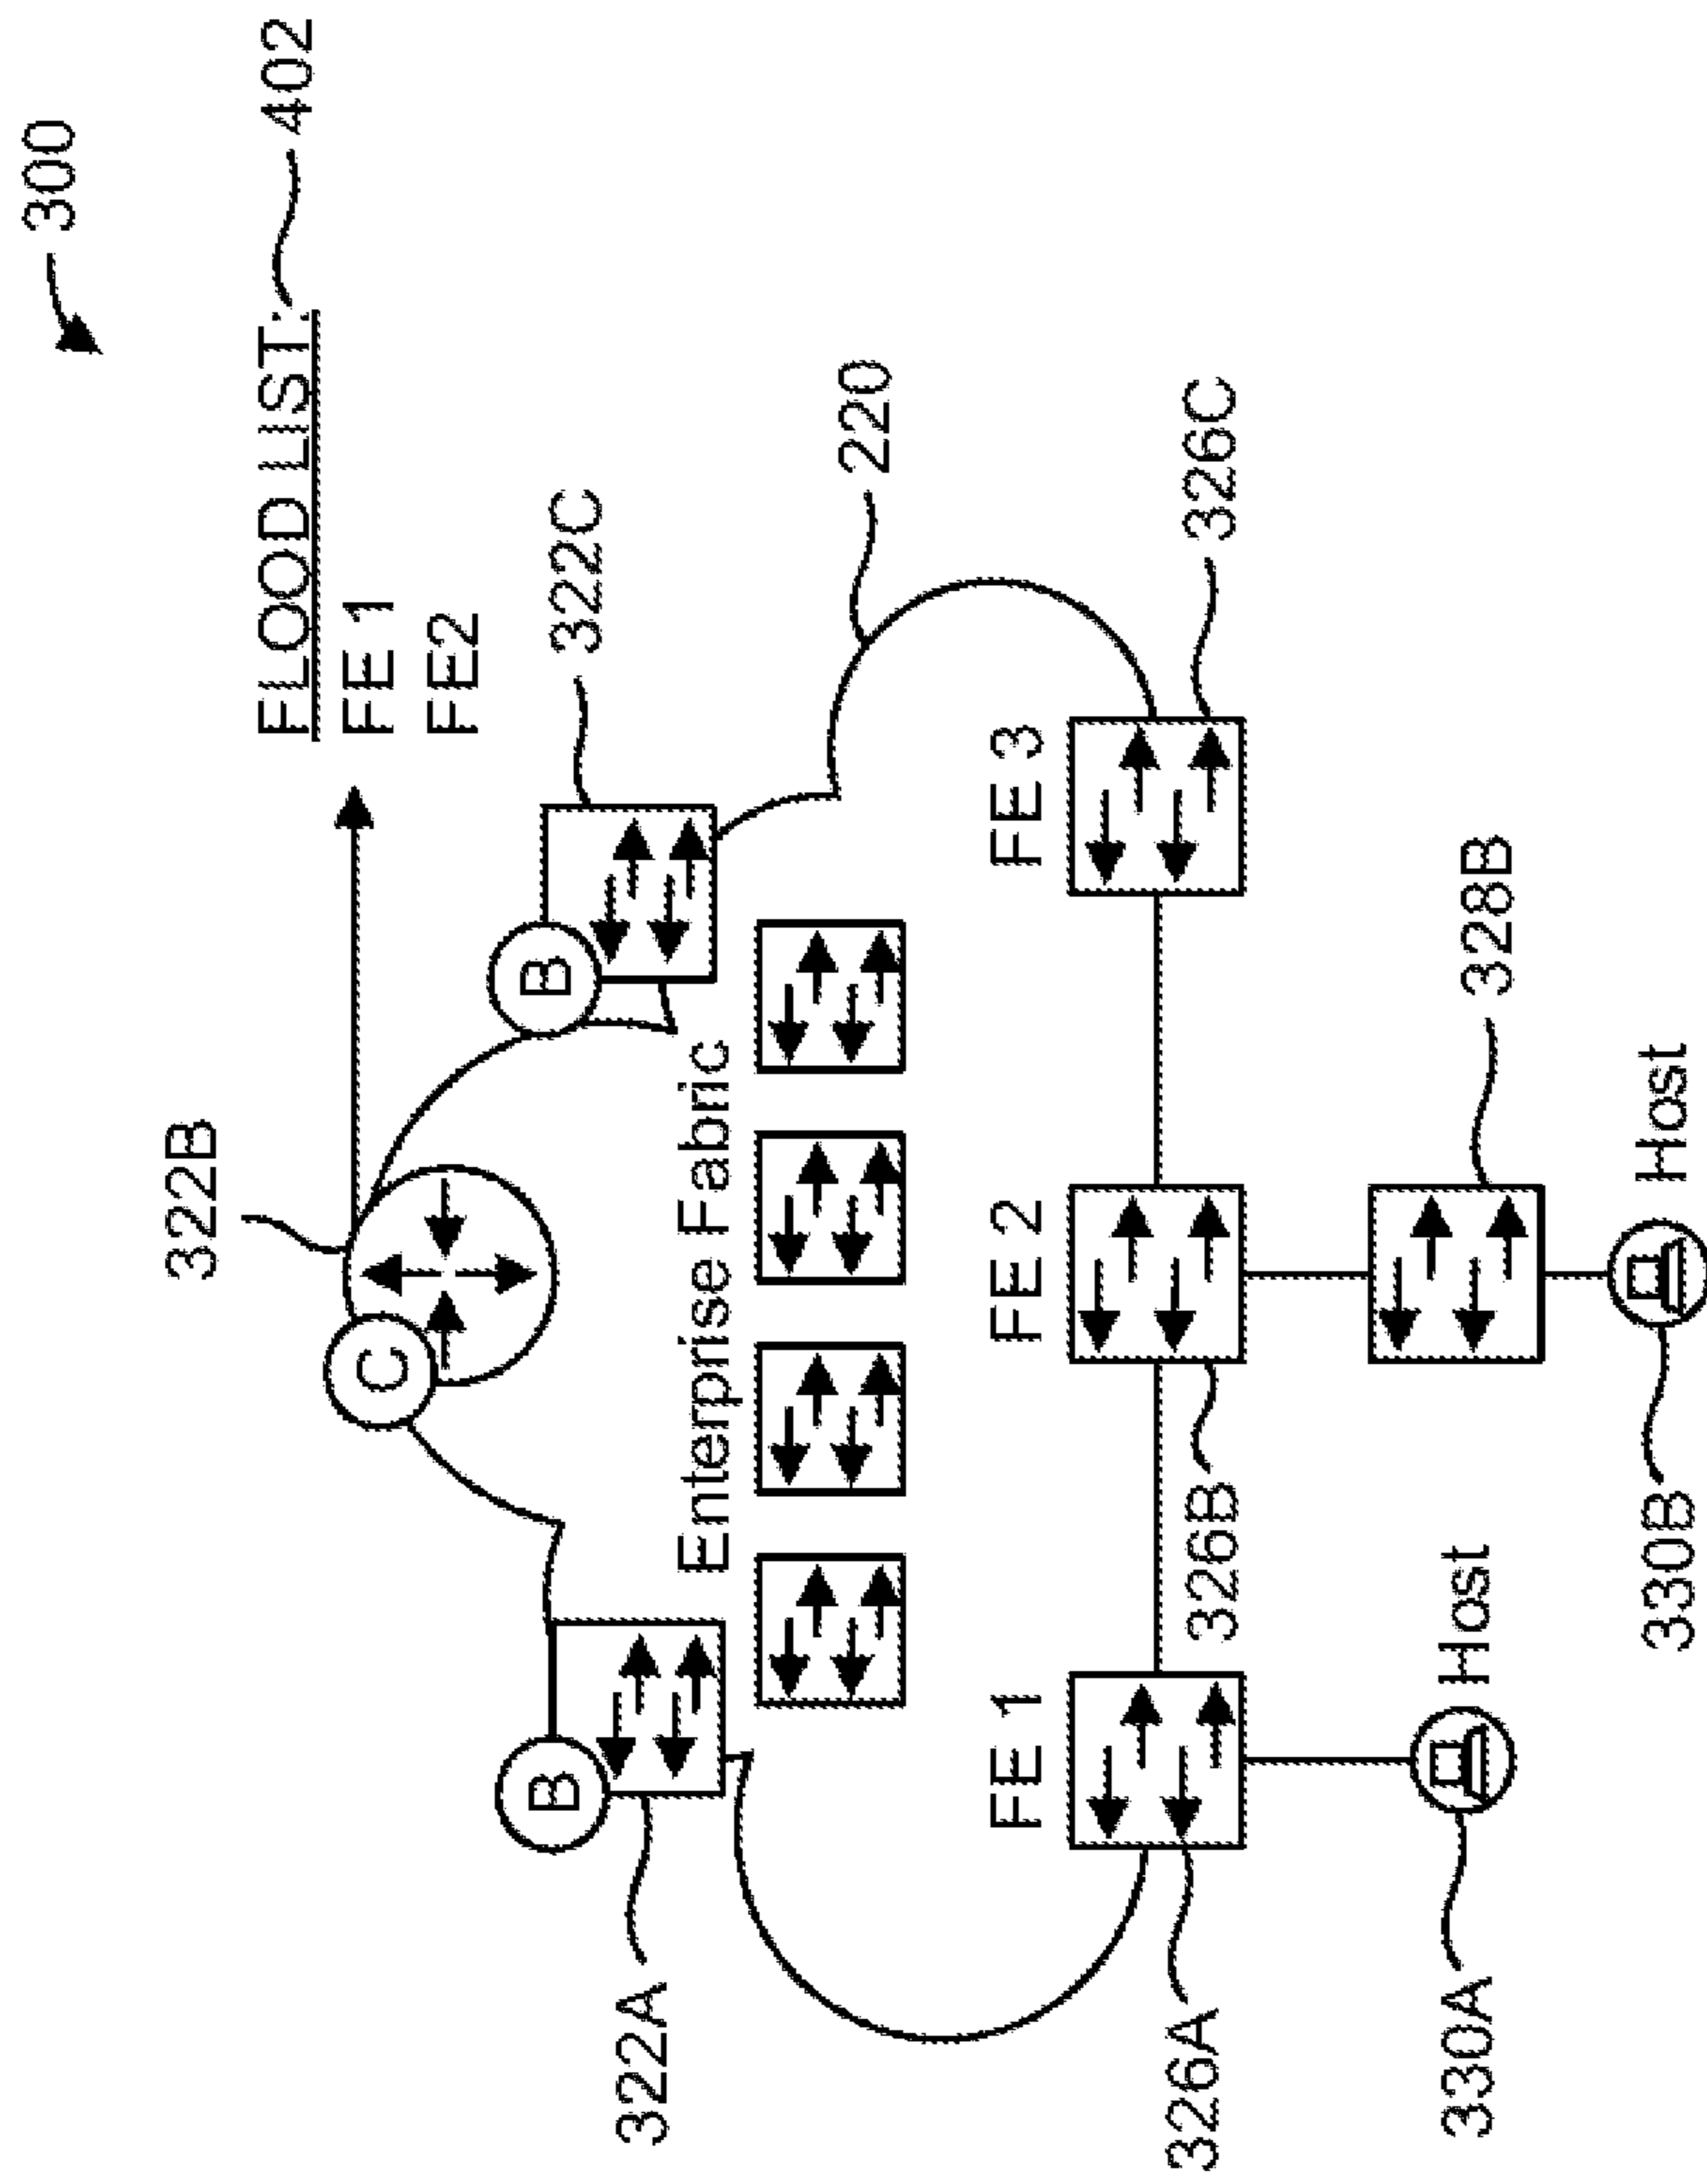 300
FLOOD LIST:
402
FE 1
FE2
322B
C
322C
B
B
322A
Enterprise Fabric
220
FE 1
FE 2
FE 3
326A
326B
326C
328B
Host
330A
Host
330B